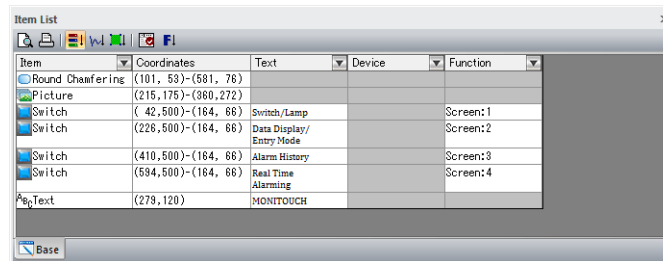 Item List
Item Coordinates Text Device Function
Round Chamfering (101, 53)-(581, 76)
Picture (215,175)-(360,272)
Switch ( 42,500)-(164, 66) Switch/Lamp Screen:1
Switch (226,500)-(164, 66) Data Display/ Screen:2
Entry Mode
Switch (410,500)-(164, 66) Alarm History Screen:3
Switch (594,500)-(164, 66) Real Time Screen:4
Alarming
ABC Text (279,120) MONITOUCH
Base